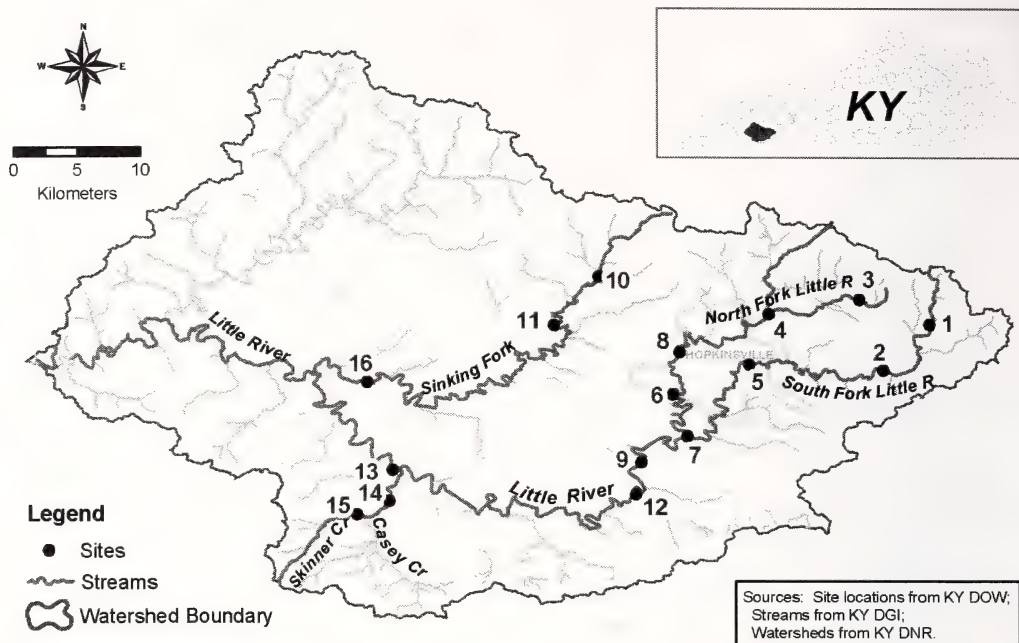 N
W E
S
0 5 10
Kilometers
KY
10
North Fork Little R
3
4
1
11
Little River
8
HOPKINSVILLE
16
Sinking Fork
5
2
South Fork Little R
6
7
9
13
Little River
12
14
15
Skinner Cr
Casey Cr
Legend
Sites
Streams
Watershed Boundary
Sources: Site locations from KY DOW;
Streams from KY DGI;
Watersheds from KY DNR.